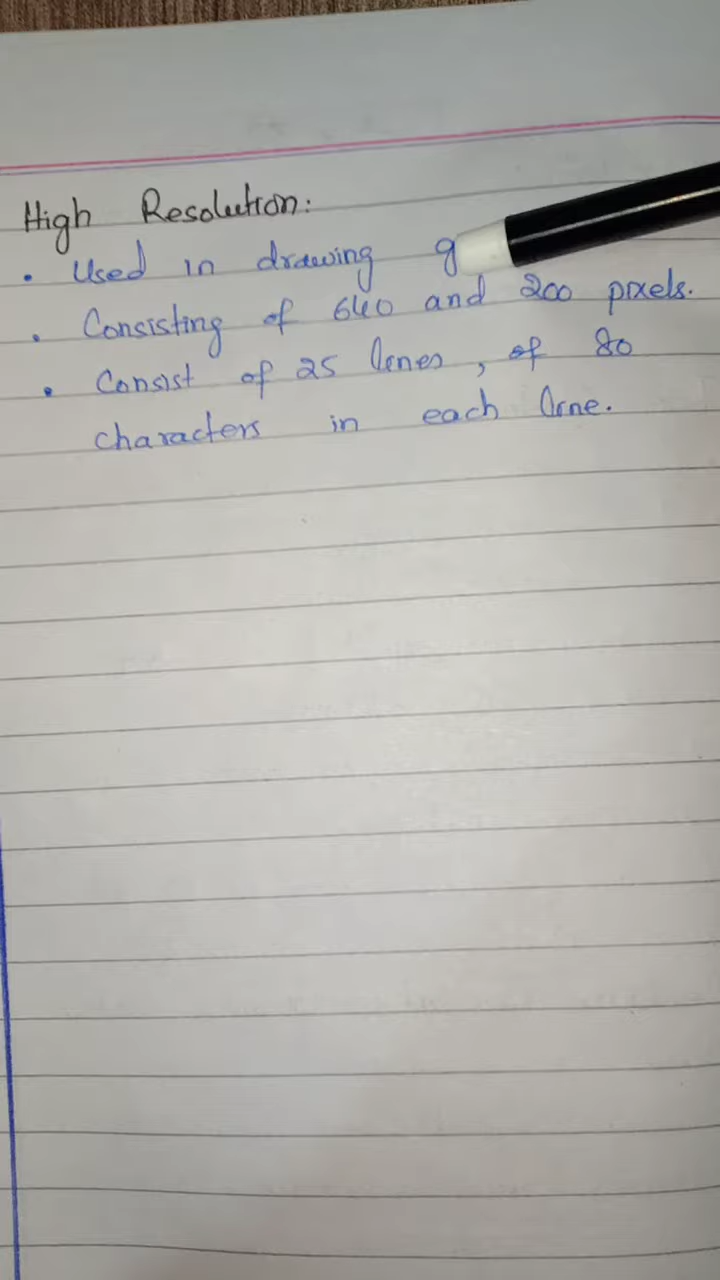 High Resolution:
• Used in drawing
• Consisting of 640 and 200 pixels.
• Consist of 25 lines, of 80
characters in each line.